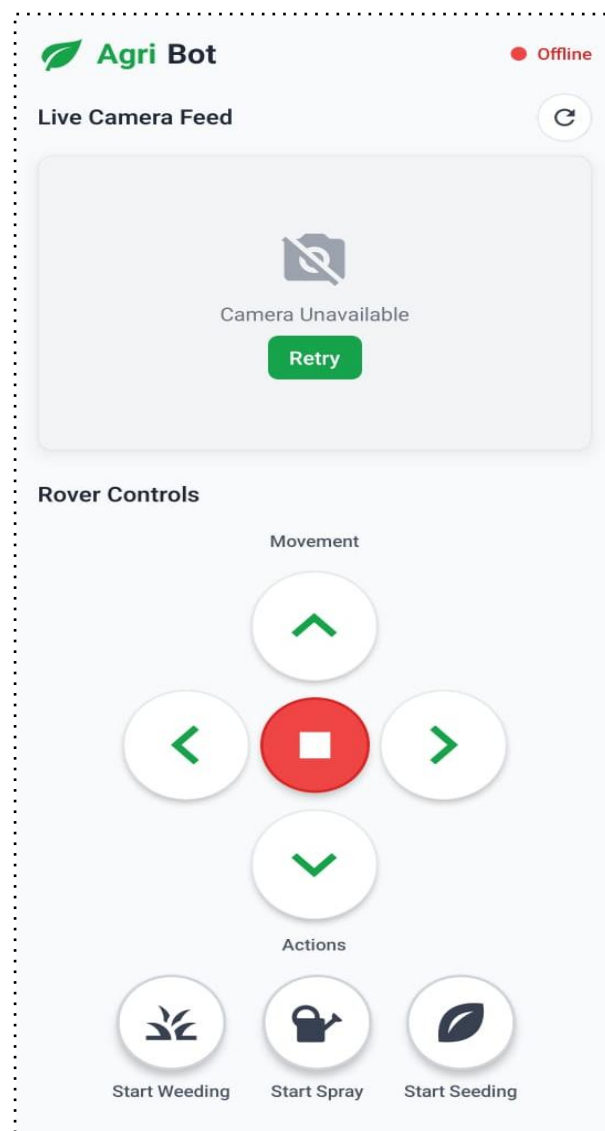 Agri Bot
Offline
Live Camera Feed
Camera Unavailable
Retry
Rover Controls
Movement
Actions
Start Weeding
Start Spray
Start Seeding